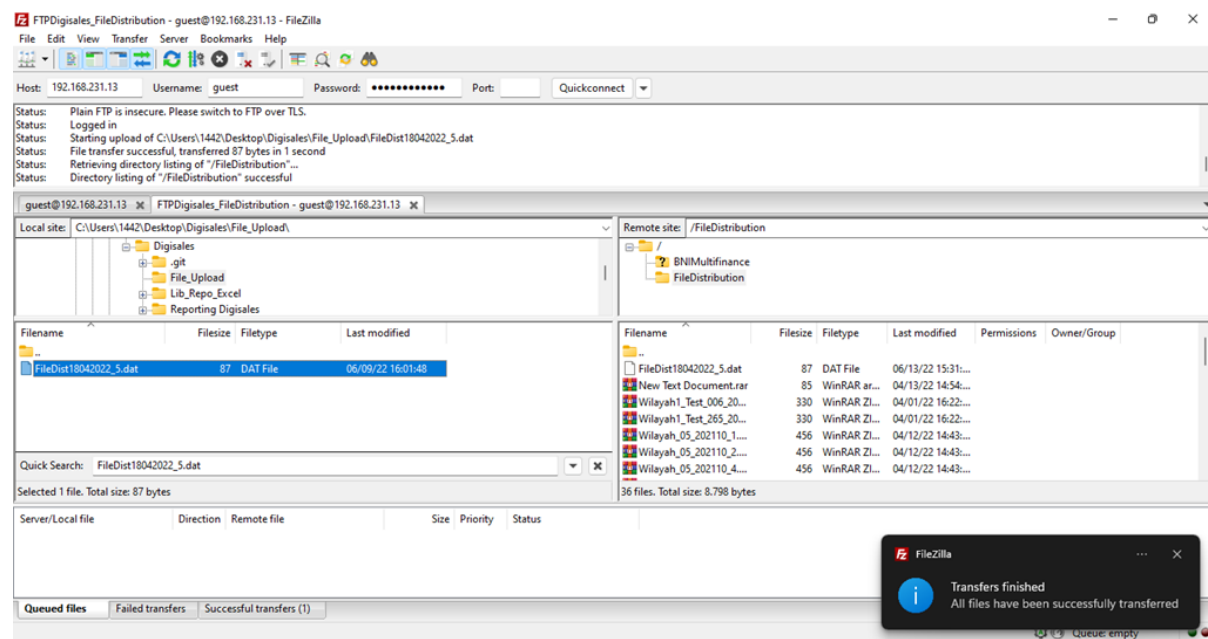 FTPDigisales_FileDistribution - guest@192.168.231.13 - FileZilla
File Edit View Transfer Server Bookmarks Help
Host: 192.168.231.13 Username: guest Password: ●●●●●●●●●●●● Port: Quickconnect
Status: Plain FTP is insecure. Please switch to FTP over TLS.
Status: Logged in
Status: Starting upload of C:\Users\1442\Desktop\Digisales\File_Upload\FileDist18042022_5.dat
Status: File transfer successful, transferred 87 bytes in 1 second
Status: Retrieving directory listing of "/FileDistribution"...
Status: Directory listing of "/FileDistribution" successful
guest@192.168.231.13 FTPDigisales_FileDistribution - guest@192.168.231.13
Local site: C:\Users\1442\Desktop\Digisales\File_Upload\
Digisales
.git
File_Upload
Lib_Repo_Excel
Reporting Digisales
Filename Filesize Filetype Last modified
..
FileDist18042022_5.dat 87 DAT File 06/09/22 16:01:48
Quick Search: FileDist18042022_5.dat
Selected 1 file. Total size: 87 bytes
Remote site: /FileDistribution
/
BNIMultifinance
FileDistribution
Filename Filesize Filetype Last modified Permissions Owner/Group
..
FileDist18042022_5.dat 87 DAT File 06/13/22 15:31:...
New Text Document.rar 85 WinRAR ar... 04/13/22 14:54:...
Wilayah1_Test_006_20... 330 WinRAR ZI... 04/01/22 16:22:...
Wilayah1_Test_265_20... 330 WinRAR ZI... 04/01/22 16:22:...
Wilayah_05_202110_1.... 456 WinRAR ZI... 04/12/22 14:43:...
Wilayah_05_202110_2.... 456 WinRAR ZI... 04/12/22 14:43:...
Wilayah_05_202110_4.... 456 WinRAR ZI... 04/12/22 14:43:...
36 files. Total size: 8.798 bytes
Server/Local file Direction Remote file Size Priority Status
Queued files Failed transfers Successful transfers (1)
FileZilla
Transfers finished
All files have been successfully transferred
Queue: empty